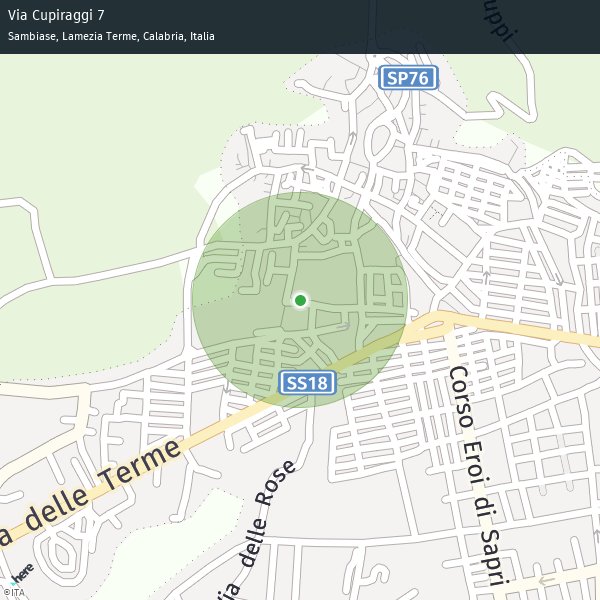 Via Cupiraggi 7
Sambiase, Lamezia Terme, Calabria, Italia
uppi
SP76
SS18
Corso Eroi di Sapri
a delle Terme
Via delle Rose
here
©ITA